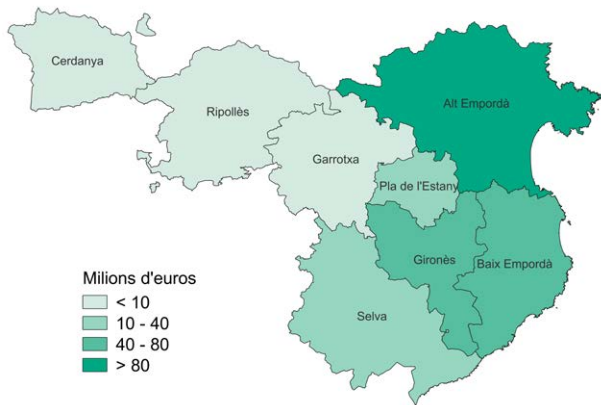 Cerdanya
Ripollès
Alt Empordà
Garrotxa
Pla de l'Estany
Gironès
Baix Empordà
Selva
Milions d'euros
< 10
10 - 40
40 - 80
> 80